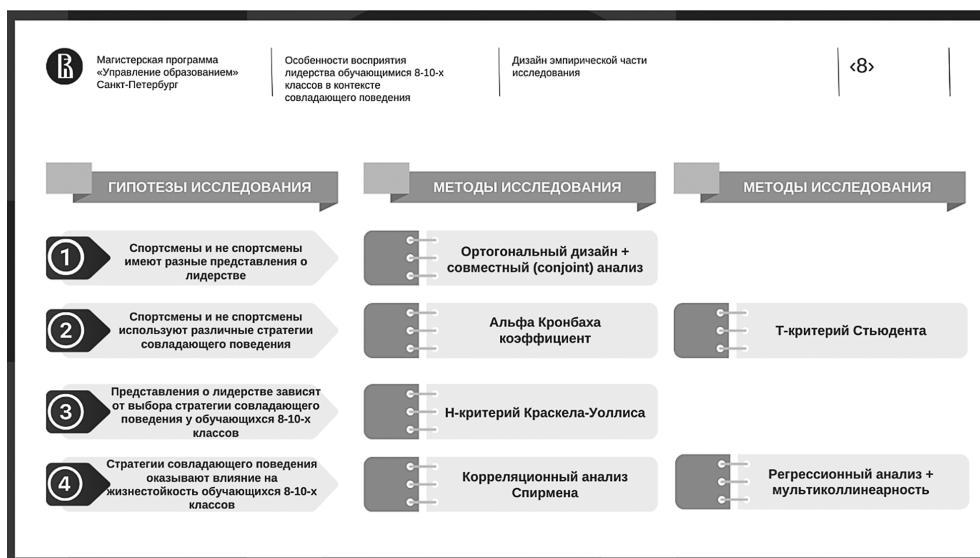 Магистерская программа
«Управление образованием»
Санкт-Петербург
Особенности восприятия
лидерства обучающимися 8-10-х
классов в контексте
совладающего поведения
Дизайн эмпирической части
исследования
‹8›
ГИПОТЕЗЫ ИССЛЕДОВАНИЯ
МЕТОДЫ ИССЛЕДОВАНИЯ
МЕТОДЫ ИССЛЕДОВАНИЯ
1
Спортсмены и не спортсмены
имеют разные представления о
лидерстве
Ортогональный дизайн +
совместный (conjoint) анализ
2
Спортсмены и не спортсмены
используют различные стратегии
совладающего поведения
Альфа Кронбаха
коэффициент
Т-критерий Стьюдента
3
Представления о лидерстве зависят
от выбора стратегии совладающего
поведения у обучающихся 8-10-х
классов
Н-критерий Краскела-Уоллиса
4
Стратегии совладающего поведения
оказывают влияние на
жизнестойкость обучающихся 8-10-х
классов
Корреляционный анализ
Спирмена
Регрессионный анализ +
мультиколлинеарность